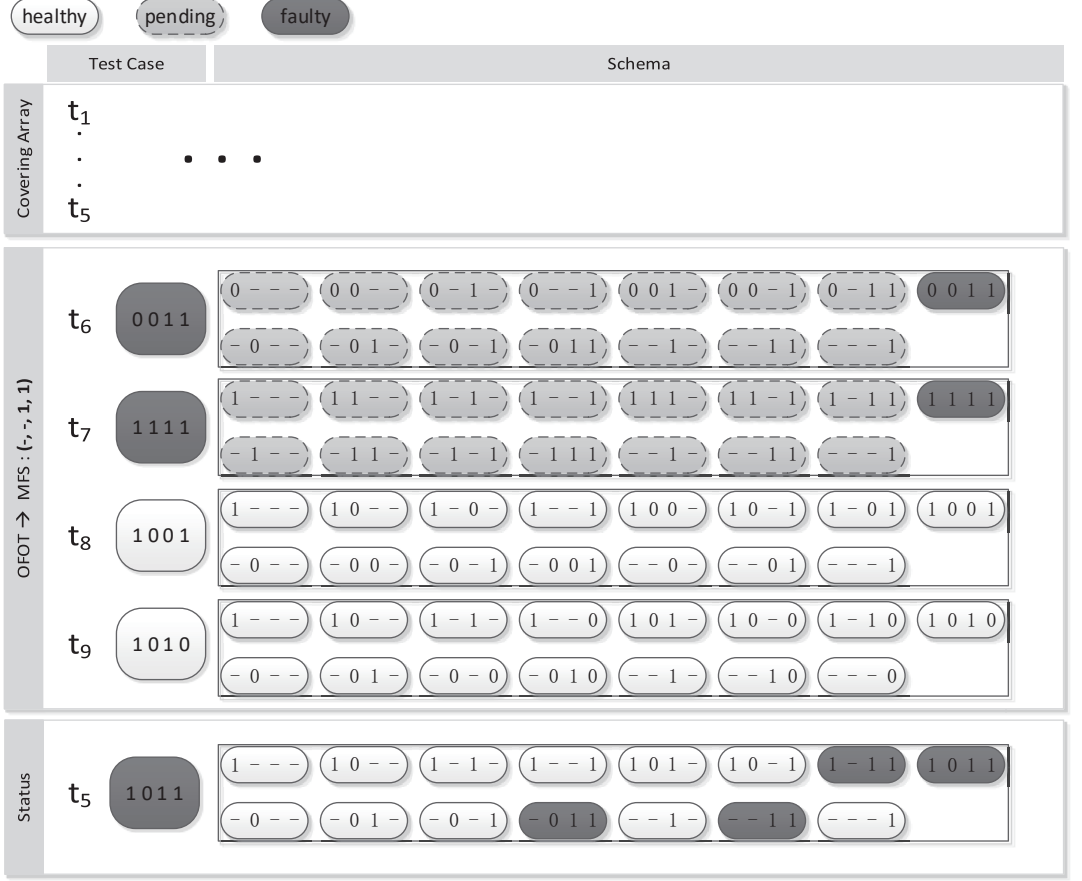 healthy pending faulty
Test Case Schema
Covering Array
t1
. . .
t5
OFOT → MFS : (-, -, 1, 1)
t6 0011 0 - - - 0 0 - - 0 - 1 - 0 - - 1 0 0 1 - 0 0 - 1 0 - 1 1 0 0 1 1
- 0 - - - 0 1 - - 0 - 1 - 0 1 1 - - 1 - - - 1 1 - - - 1
t7 1111 1 - - - 1 1 - - 1 - 1 - 1 - - 1 1 1 1 - 1 1 - 1 1 - 1 1 1 1 1 1
- 1 - - - 1 1 - - 1 - 1 - 1 1 1 - - 1 - - - 1 1 - - - 1
t8 1001 1 - - - 1 0 - - 1 - 0 - 1 - - 1 1 0 0 - 1 0 - 1 1 - 0 1 1 0 0 1
- 0 - - - 0 0 - - 0 - 1 - 0 0 1 - - 0 - - - 0 1 - - - 1
t9 1010 1 - - - 1 0 - - 1 - 1 - 1 - - 0 1 0 1 - 1 0 - 0 1 - 1 0 1 0 1 0
- 0 - - - 0 1 - - 0 - 0 - 0 1 0 - - 1 - - - 1 0 - - - 0
Status
t5 1011 1 - - - 1 0 - - 1 - 1 - 1 - - 1 1 0 1 - 1 0 - 1 1 - 1 1 1 0 1 1
- 0 - - - 0 1 - - 0 - 1 - 0 1 1 - - 1 - - - 1 1 - - - 1